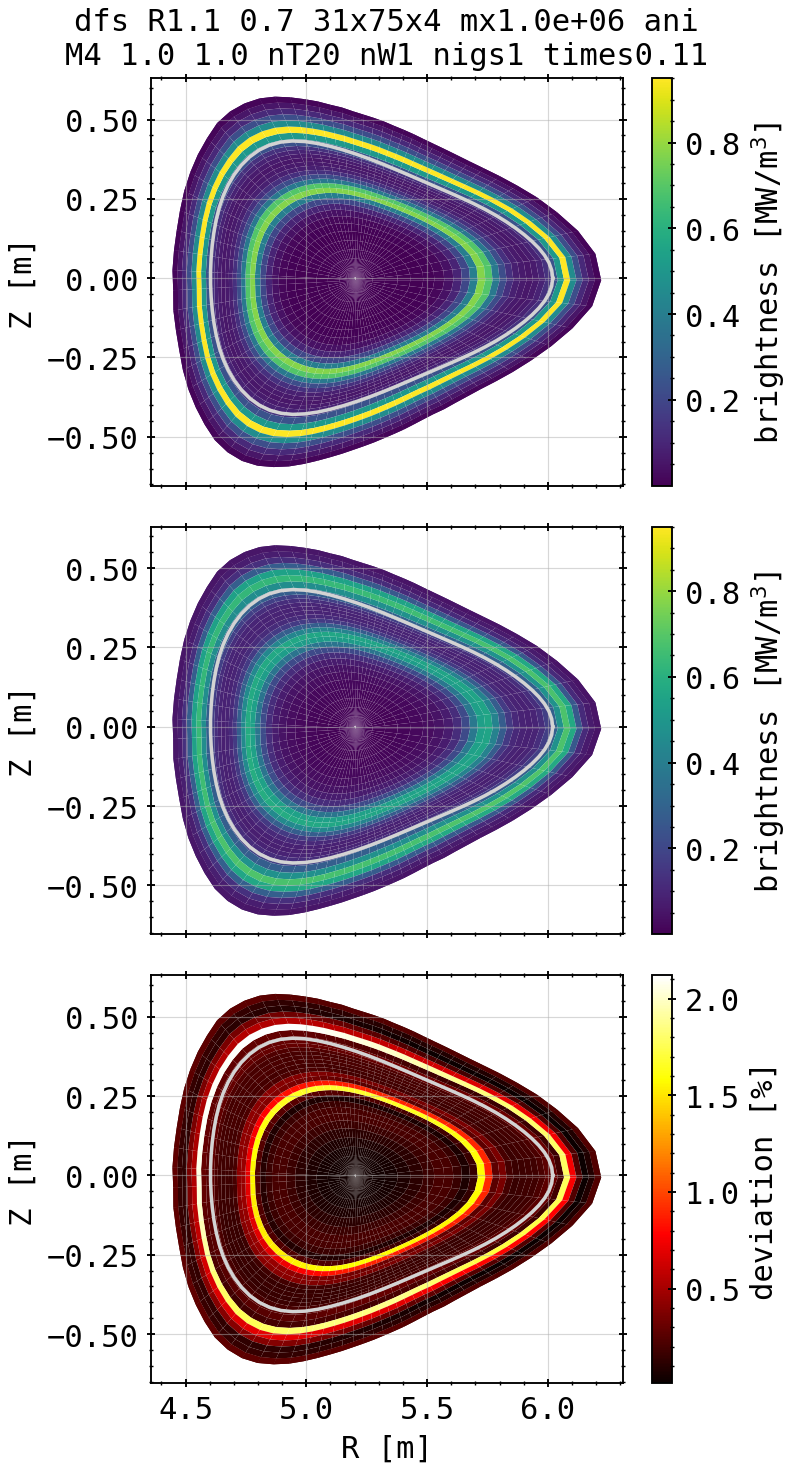 dfs R1.1 0.7 31x75x4 mx1.0e+06 ani
M4 1.0 1.0 nT20 nW1 nigs1 times0.11
0.50
0.25
0.00
−0.25
−0.50
Z [m]
0.8
0.6
0.4
0.2
brightness [MW/m³]
0.50
0.25
0.00
−0.25
−0.50
Z [m]
0.8
0.6
0.4
0.2
brightness [MW/m³]
0.50
0.25
0.00
−0.25
−0.50
Z [m]
2.0
1.5
1.0
0.5
deviation [%]
4.5 5.0 5.5 6.0
R [m]